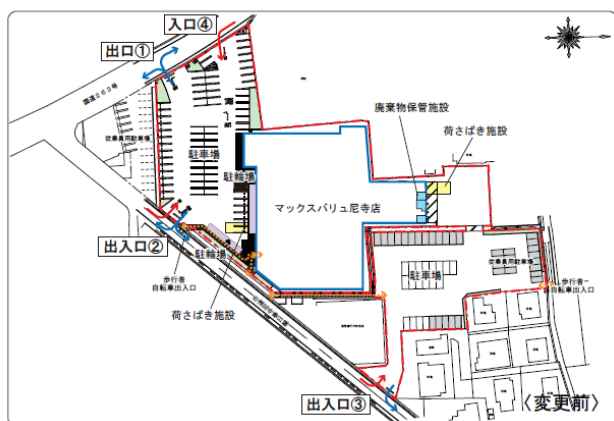 入口④
出口①
国道263号
従業員用駐車場
駐車場
駐輪場
廃棄物保管施設
荷さばき施設
マックスバリュ尼寺店
出入口②
駐輪場
歩行者
自転車出入口
荷さばき施設
駐車場
従業員用駐車場
歩行者
自転車出入口
出入口③
〈変更前〉